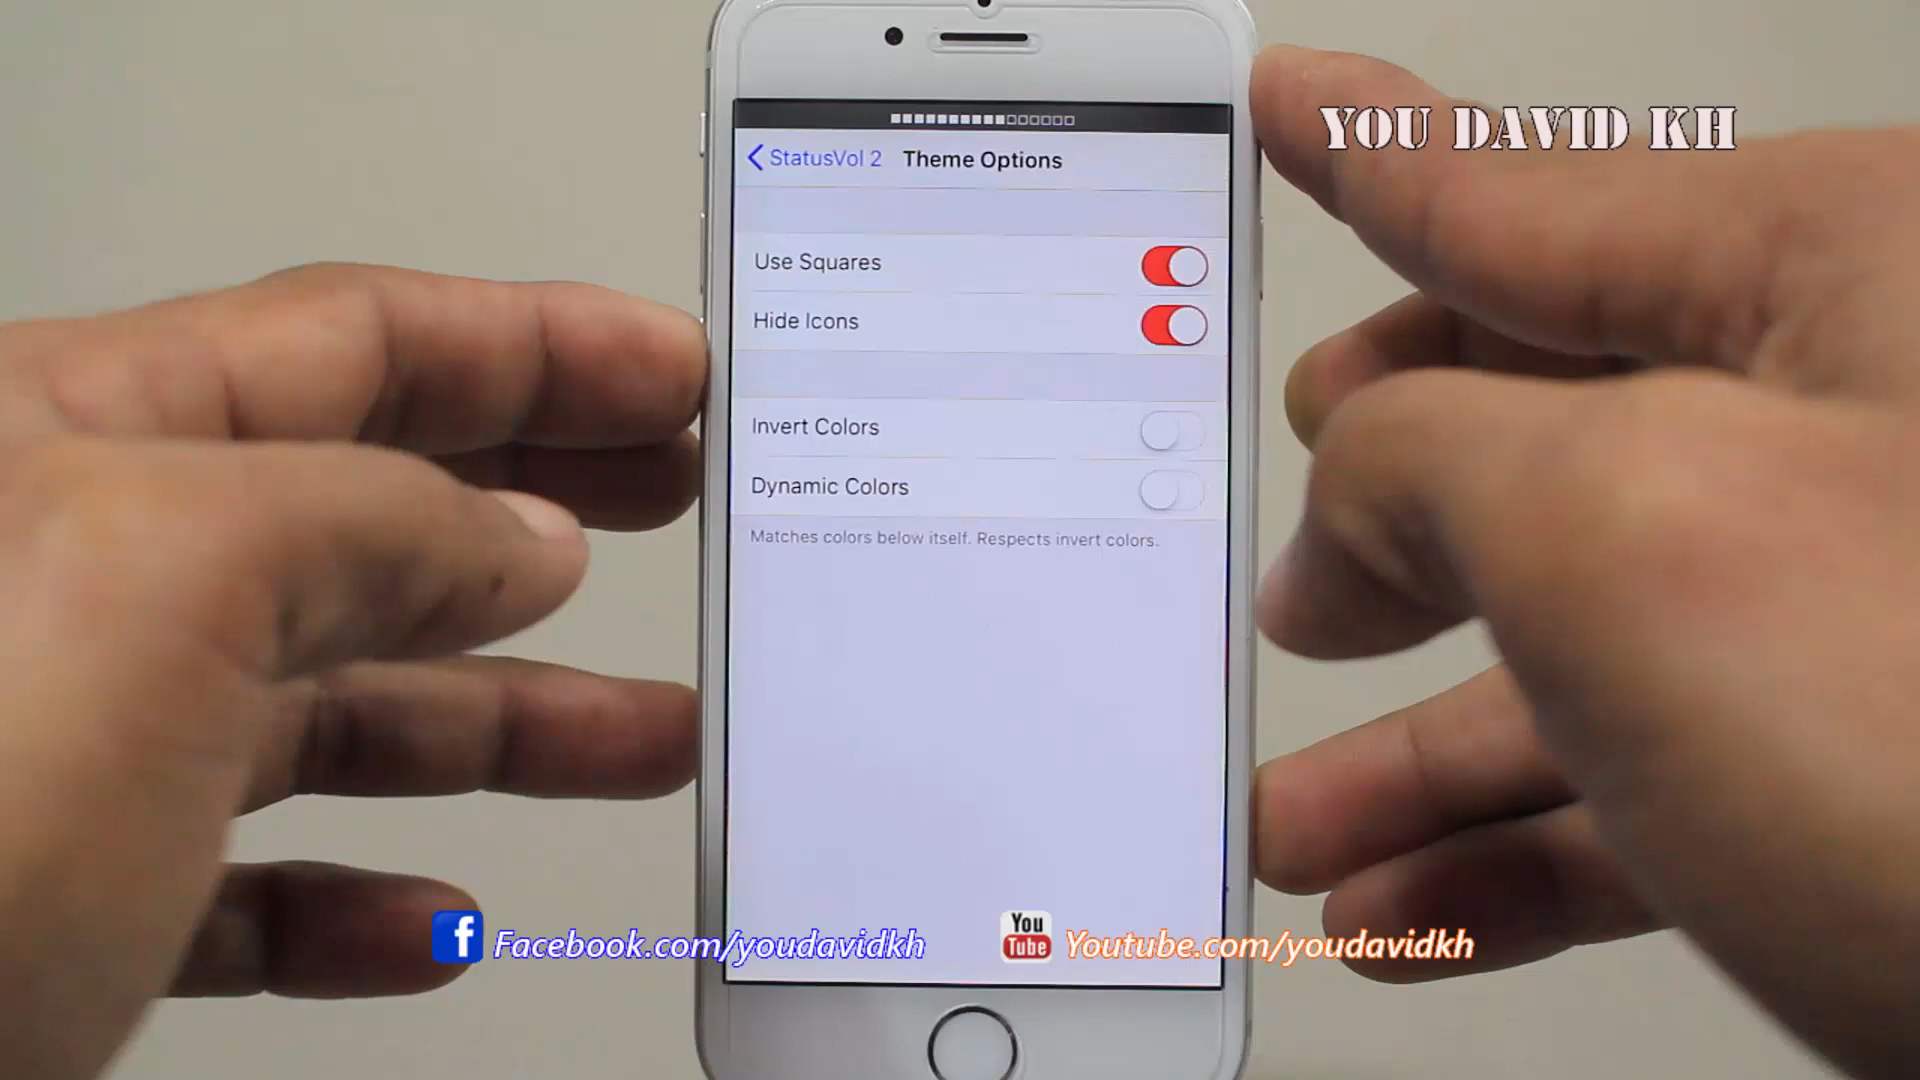 YOU DAVID KH
StatusVol 2 Theme Options
Use Squares
Hide Icons
Invert Colors
Dynamic Colors
Matches colors below itself. Respects invert colors.
f Facebook.com/youdavidkh
You Tube Youtube.com/youdavidkh